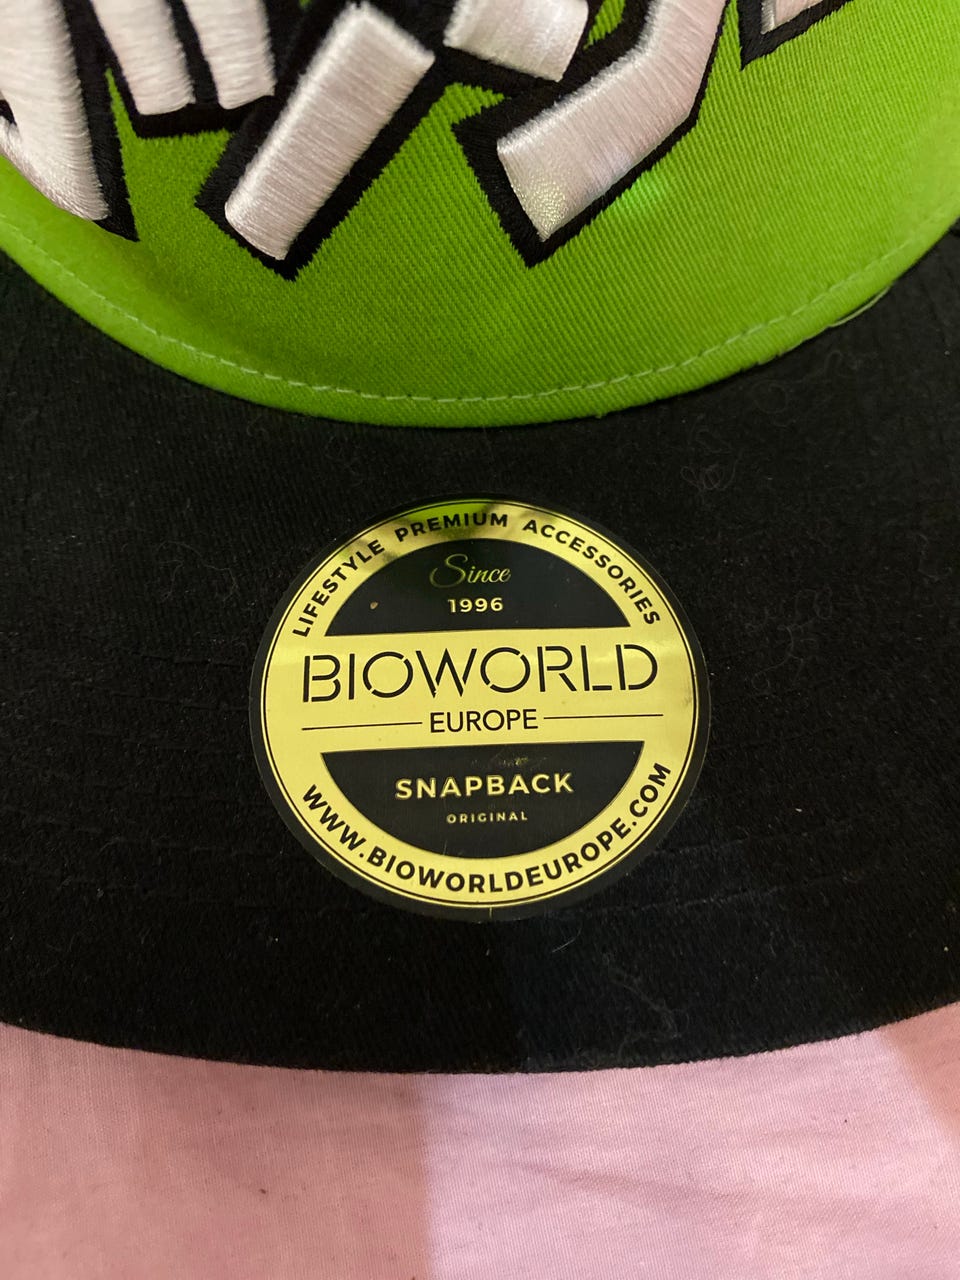 LIFESTYLE PREMIUM ACCESSORIES
Since
1996
BIOWORLD
EUROPE
SNAPBACK
ORIGINAL
WWW.BIOWORLDEUROPE.COM